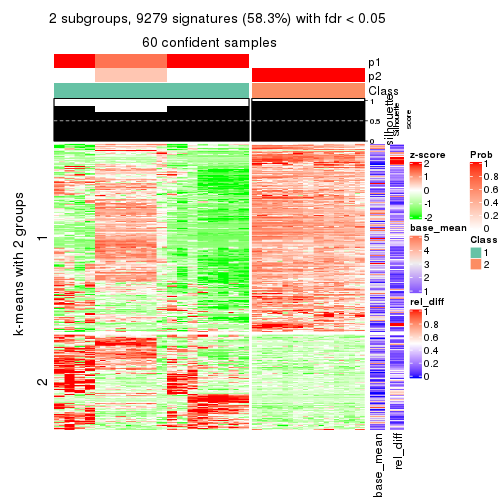 2 subgroups, 9279 signatures (58.3%) with fdr < 0.05
60 confident samples
p1
p2
Class
silhouette
Silhouette
score
1
0.5
0
k-means with 2 groups
1
2
z-score
2
1
0
-1
-2
base_mean
5
4
3
2
1
rel_diff
1
0.8
0.6
0.4
0.2
0
Prob
1
0.8
0.6
0.4
0.2
0
Class
1
2
base_mean
rel_diff